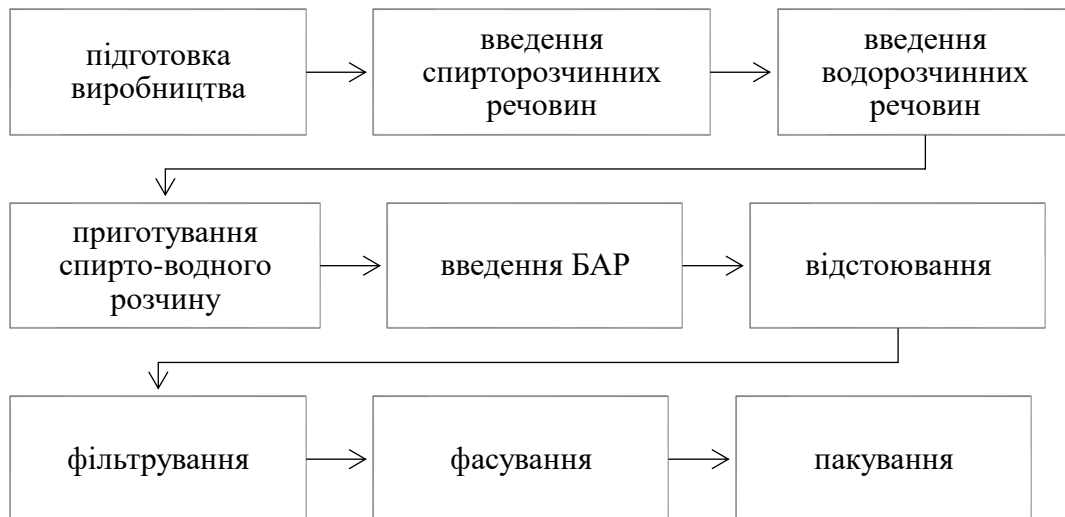 підготовка
виробництва
введення
спирторозчинних
речовин
введення
водорозчинних
речовин
приготування
спирто-водного
розчину
введення БАР
відстоювання
фільтрування
фасування
пакування